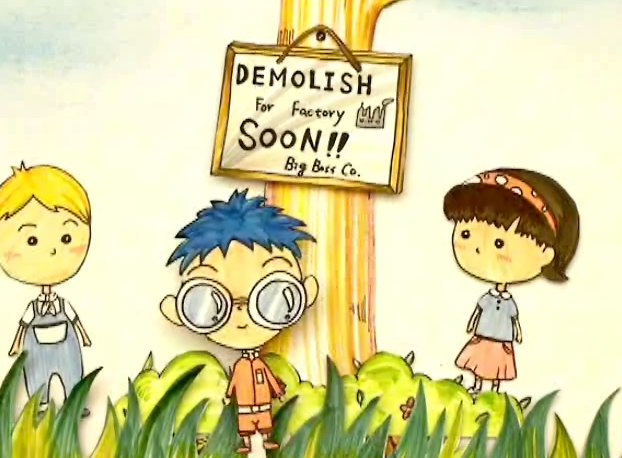 DEMOLISH
For Factory
SOON!!
Big Boss Co.